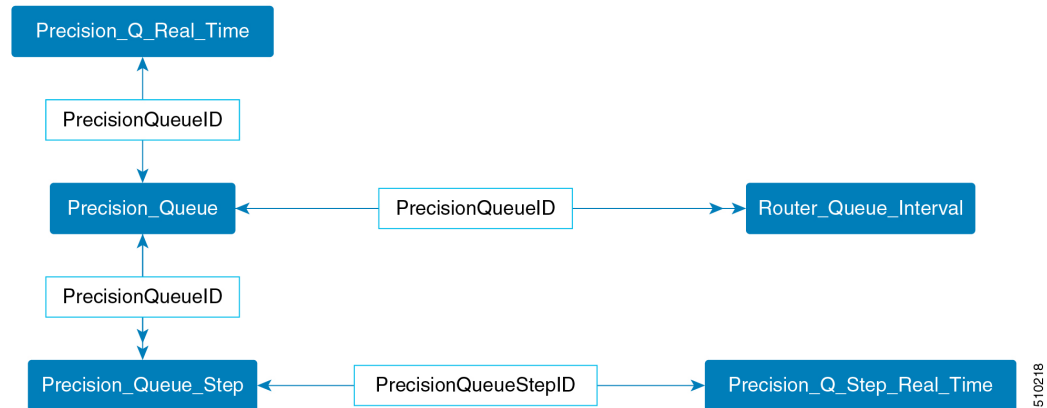 Precision_Q_Real_Time
PrecisionQueueID
Precision_Queue
PrecisionQueueID
Router_Queue_Interval
PrecisionQueueID
Precision_Queue_Step
PrecisionQueueStepID
Precision_Q_Step_Real_Time
510218